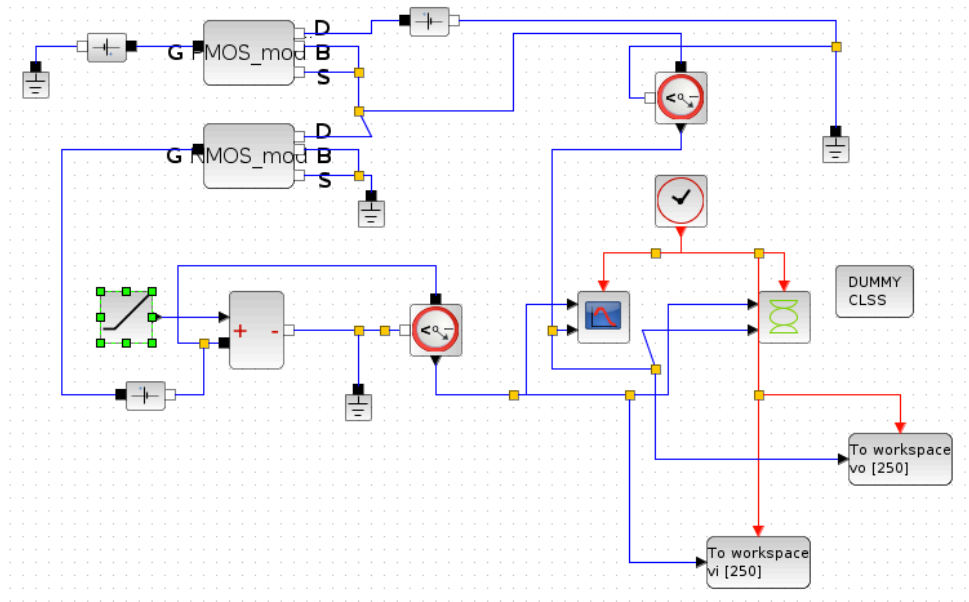 D
G PMOS_mod B
S
D
G NMOS_mod B
S
+ -
DUMMY
CLSS
To workspace
vo [250]
To workspace
vi [250]